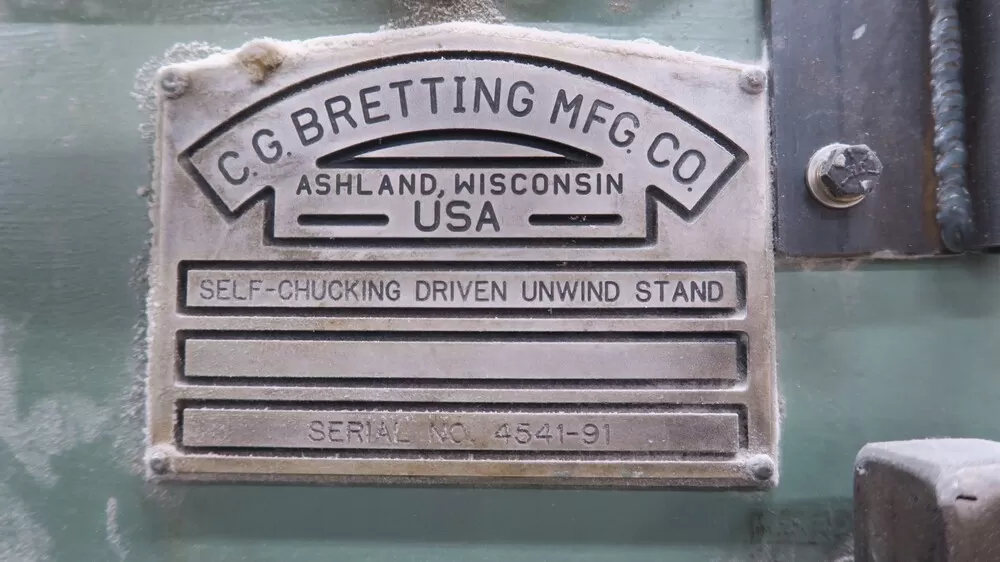 C.G. BRETTING MFG. CO.
ASHLAND, WISCONSIN
USA
SELF-CHUCKING DRIVEN UNWIND STAND
SERIAL NO. 4541-91